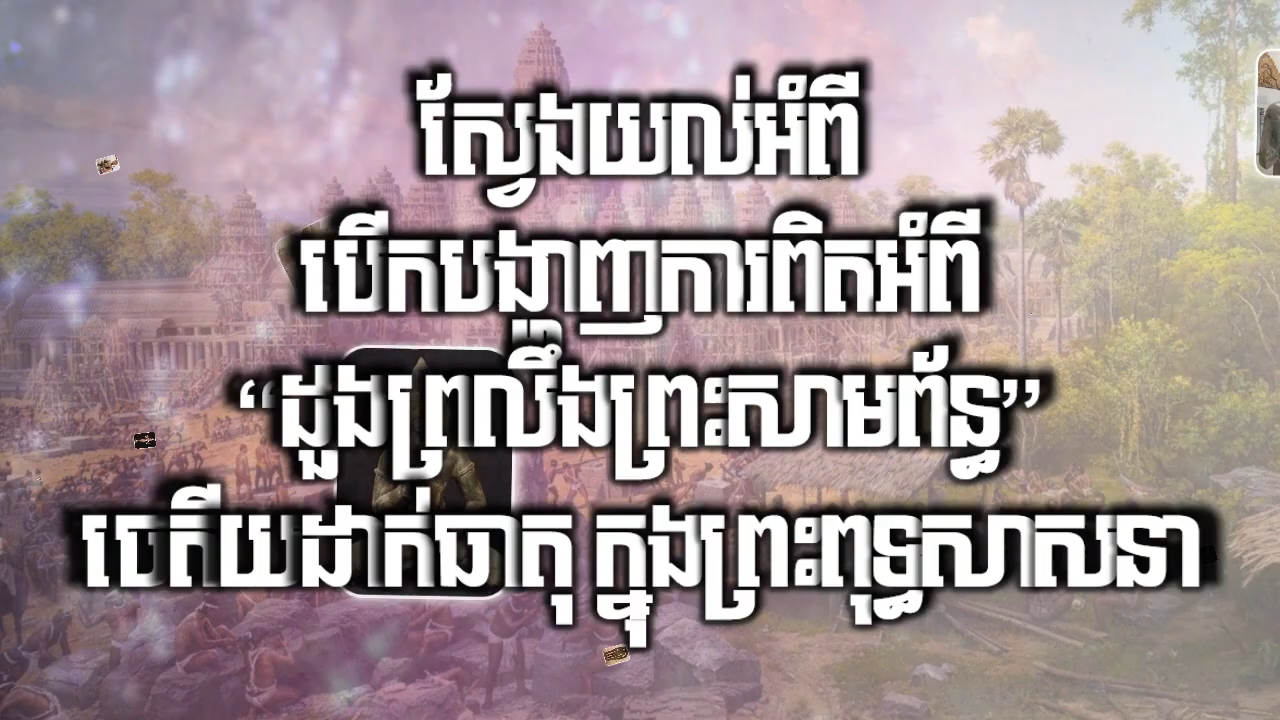 ស្វែងយល់អំពី
បើកបង្ហាញការពិតអំពី
“ដួងព្រលឹងព្រះសាមព័ន្ធ”
ចេតីយដាក់ធាតុ ក្នុងព្រះពុទ្ធសាសនា